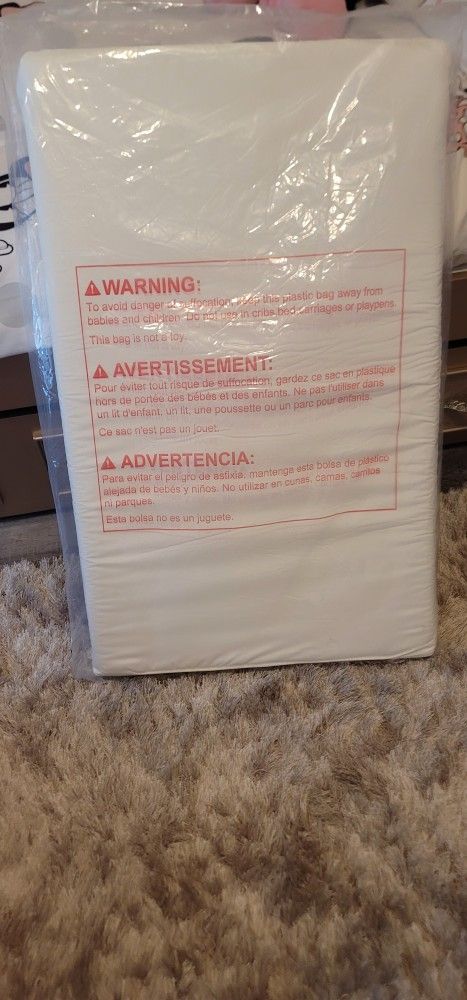 WARNING:
To avoid danger of suffocation, keep this plastic bag away from
babies and children. Do not use in cribs bed carriages or playpens.
This bag is not a toy.
AVERTISSEMENT:
Pour éviter tout risque de suffocation, gardez ce sac en plastique
hors de portée des bébés et des enfants. Ne pas l'utiliser dans
un lit d'enfant, un lit, une poussette ou un parc pour enfants.
Ce sac n'est pas un jouet.
ADVERTENCIA:
Para evitar el peligro de asfixia, mantenga esta bolsa de plástico
alejada de bebés y niños. No utilizar en cunas, camas, carritos
ni parques.
Esta bolsa no es un juguete.